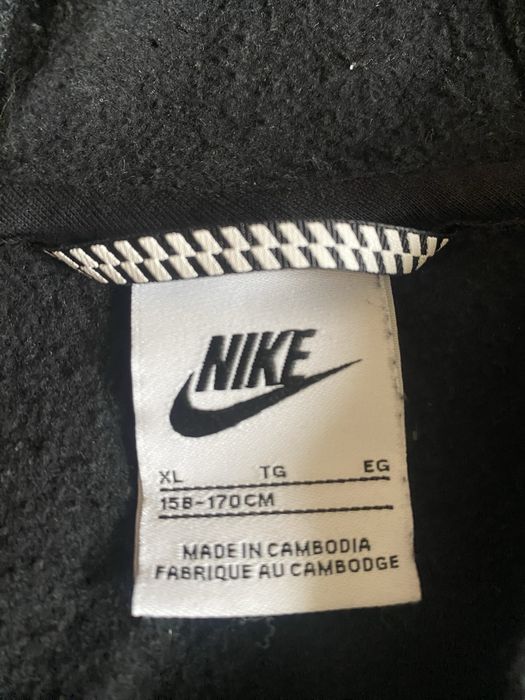 NIKE
XL TG EG
158-170CM
MADE IN CAMBODIA
FABRIQUE AU CAMBODGE